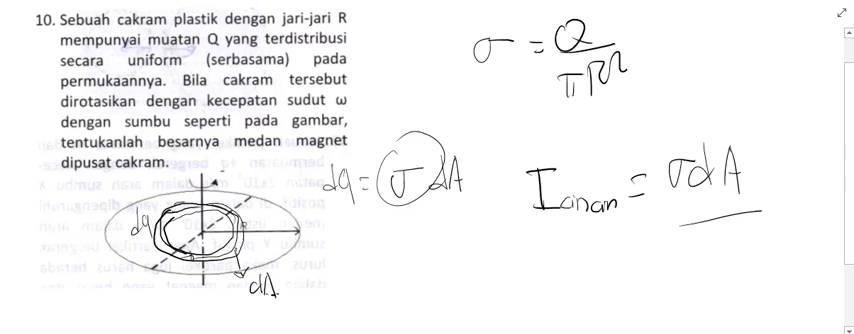 10. Sebuah cakram plastik dengan jari-jari R
mempunyai muatan Q yang terdistribusi
secara uniform (serbasama) pada
permukaannya. Bila cakram tersebut
dirotasikan dengan kecepatan sudut ω
dengan sumbu seperti pada gambar,
tentukanlah besarnya medan magnet
dipusat cakram.
σ = Q / πR²
dq = σ dA
I = σ dA
dq
R
dA